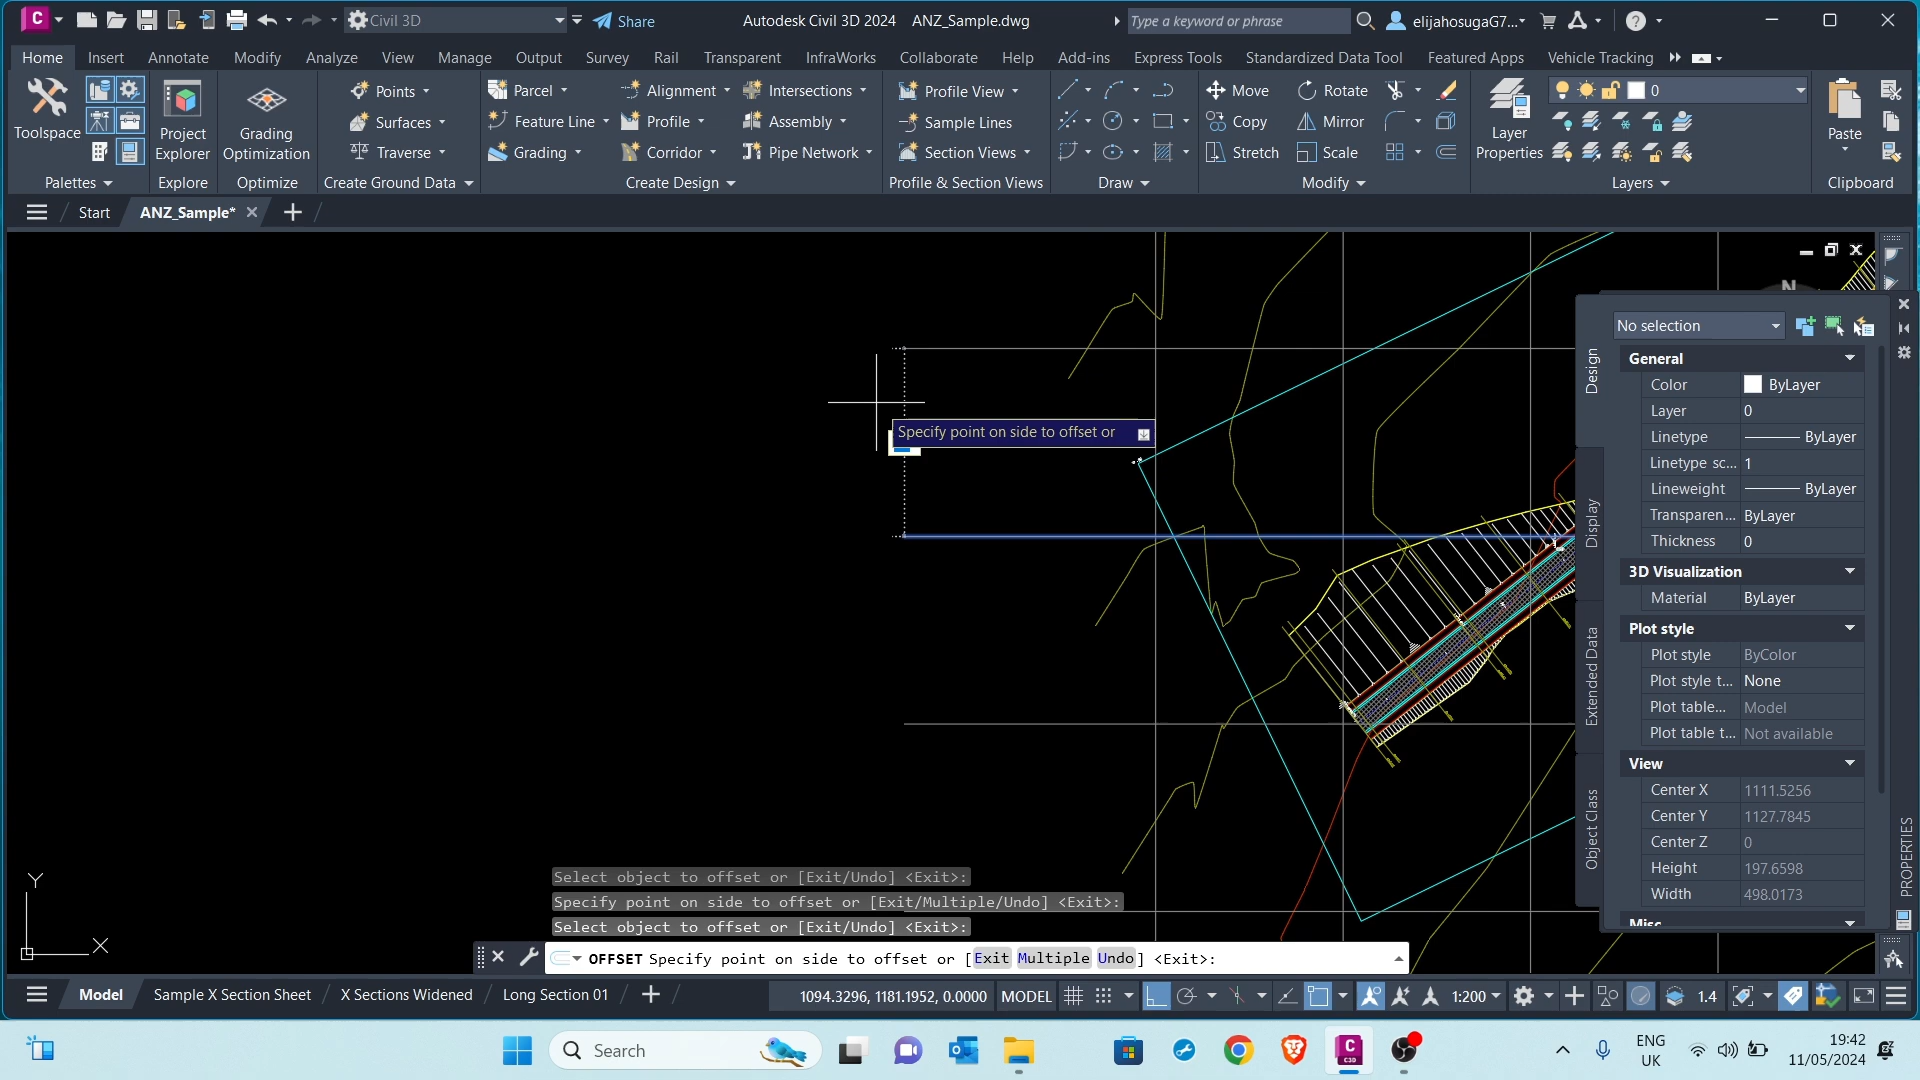 Civil 3D
Share
Autodesk Civil 3D 2024 ANZ_Sample.dwg
Type a keyword or phrase
elijahosugaG7...
Home Insert Annotate Modify Analyze View Manage Output Survey Rail Transparent InfraWorks Collaborate Help Add-ins Express Tools Standardized Data Tool Featured Apps Vehicle Tracking
Toolspace
Project Explorer
Grading Optimization
Points
Surfaces
Traverse
Parcel
Feature Line
Grading
Alignment
Profile
Corridor
Intersections
Assembly
Pipe Network
Profile View
Sample Lines
Section Views
Move
Copy
Stretch
Rotate
Mirror
Scale
Layer Properties
0
Paste
Palettes Explore Optimize Create Ground Data Create Design Profile & Section Views Draw Modify Layers Clipboard
Start ANZ_Sample*
N
Specify point on side to offset or
No selection
General
Color ByLayer
Layer 0
Linetype ByLayer
Linetype sc... 1
Lineweight ByLayer
Transparen... ByLayer
Thickness 0
3D Visualization
Material ByLayer
Plot style
Plot style ByColor
Plot style t... None
Plot table... Model
Plot table t... Not available
View
Center X 1111.5256
Center Y 1127.7845
Center Z 0
Height 197.6598
Width 498.0173
Misc
Design
Display
Extended Data
Object Class
PROPERTIES
Y
X
Select object to offset or [Exit/Undo] <Exit>:
Specify point on side to offset or [Exit/Multiple/Undo] <Exit>:
Select object to offset or [Exit/Undo] <Exit>:
OFFSET Specify point on side to offset or [Exit Multiple Undo] <Exit>:
Model Sample X Section Sheet X Sections Widened Long Section 01
1094.3296, 1181.1952, 0.0000 MODEL
1:200
1.4
Search
ENG
UK
19:42
11/05/2024